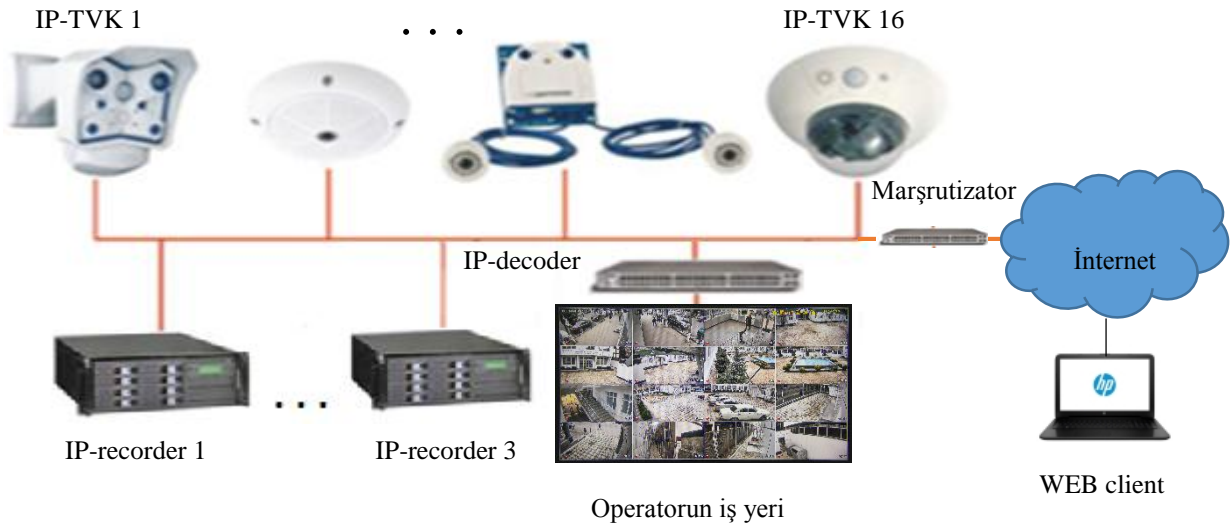 IP-TVK 1
. . .
IP-TVK 16
Marşrutizator
IP-decoder
İnternet
hp
. . .
IP-recorder 1
IP-recorder 3
WEB client
Operatorun iş yeri